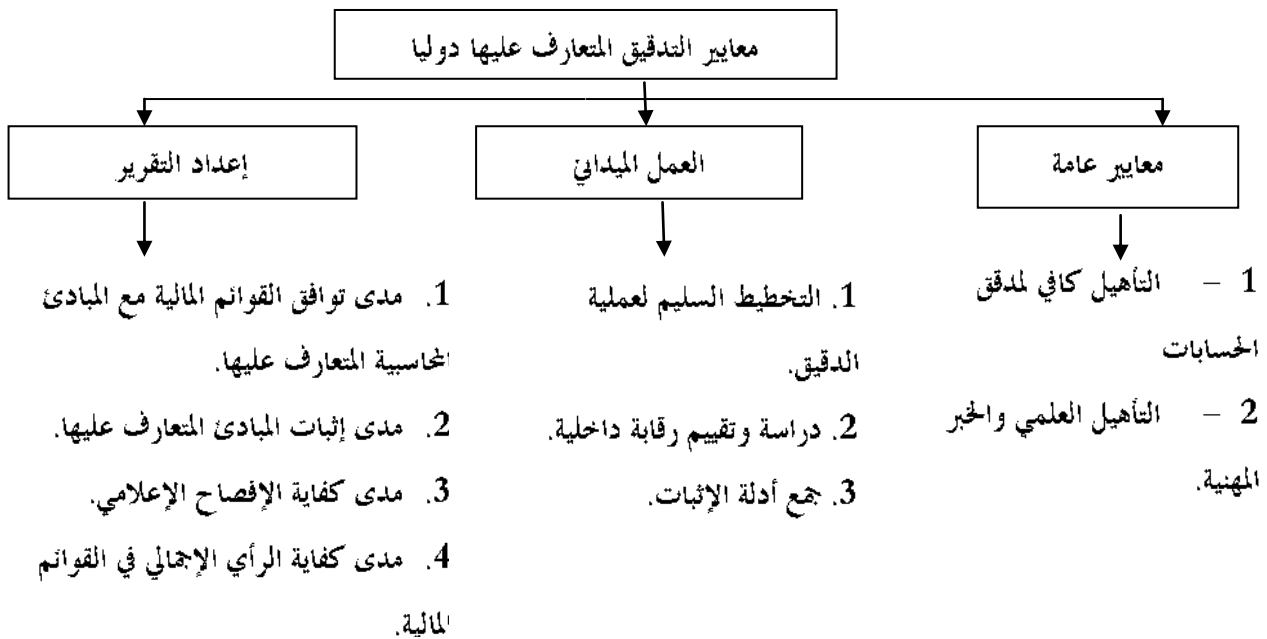 معايير التدقيق المتعارف عليها دوليا
معايير عامة
العمل الميداني
إعداد التقرير
1 – التأهيل كافي لمدقق
الحسابات
2 – التأهيل العلمي والخبر
المهنية.
1. التخطيط السليم لعملية
الدقيق.
2. دراسة وتقييم رقابة داخلية.
3. جمع أدلة الإثبات.
1. مدى توافق القوائم المالية مع المبادئ
المحاسبية المتعارف عليها.
2. مدى إثبات المبادئ المتعارف عليها.
3. مدى كفاية الإفصاح الإعلامي.
4. مدى كفاية الرأي الإجمالي في القوائم
المالية.